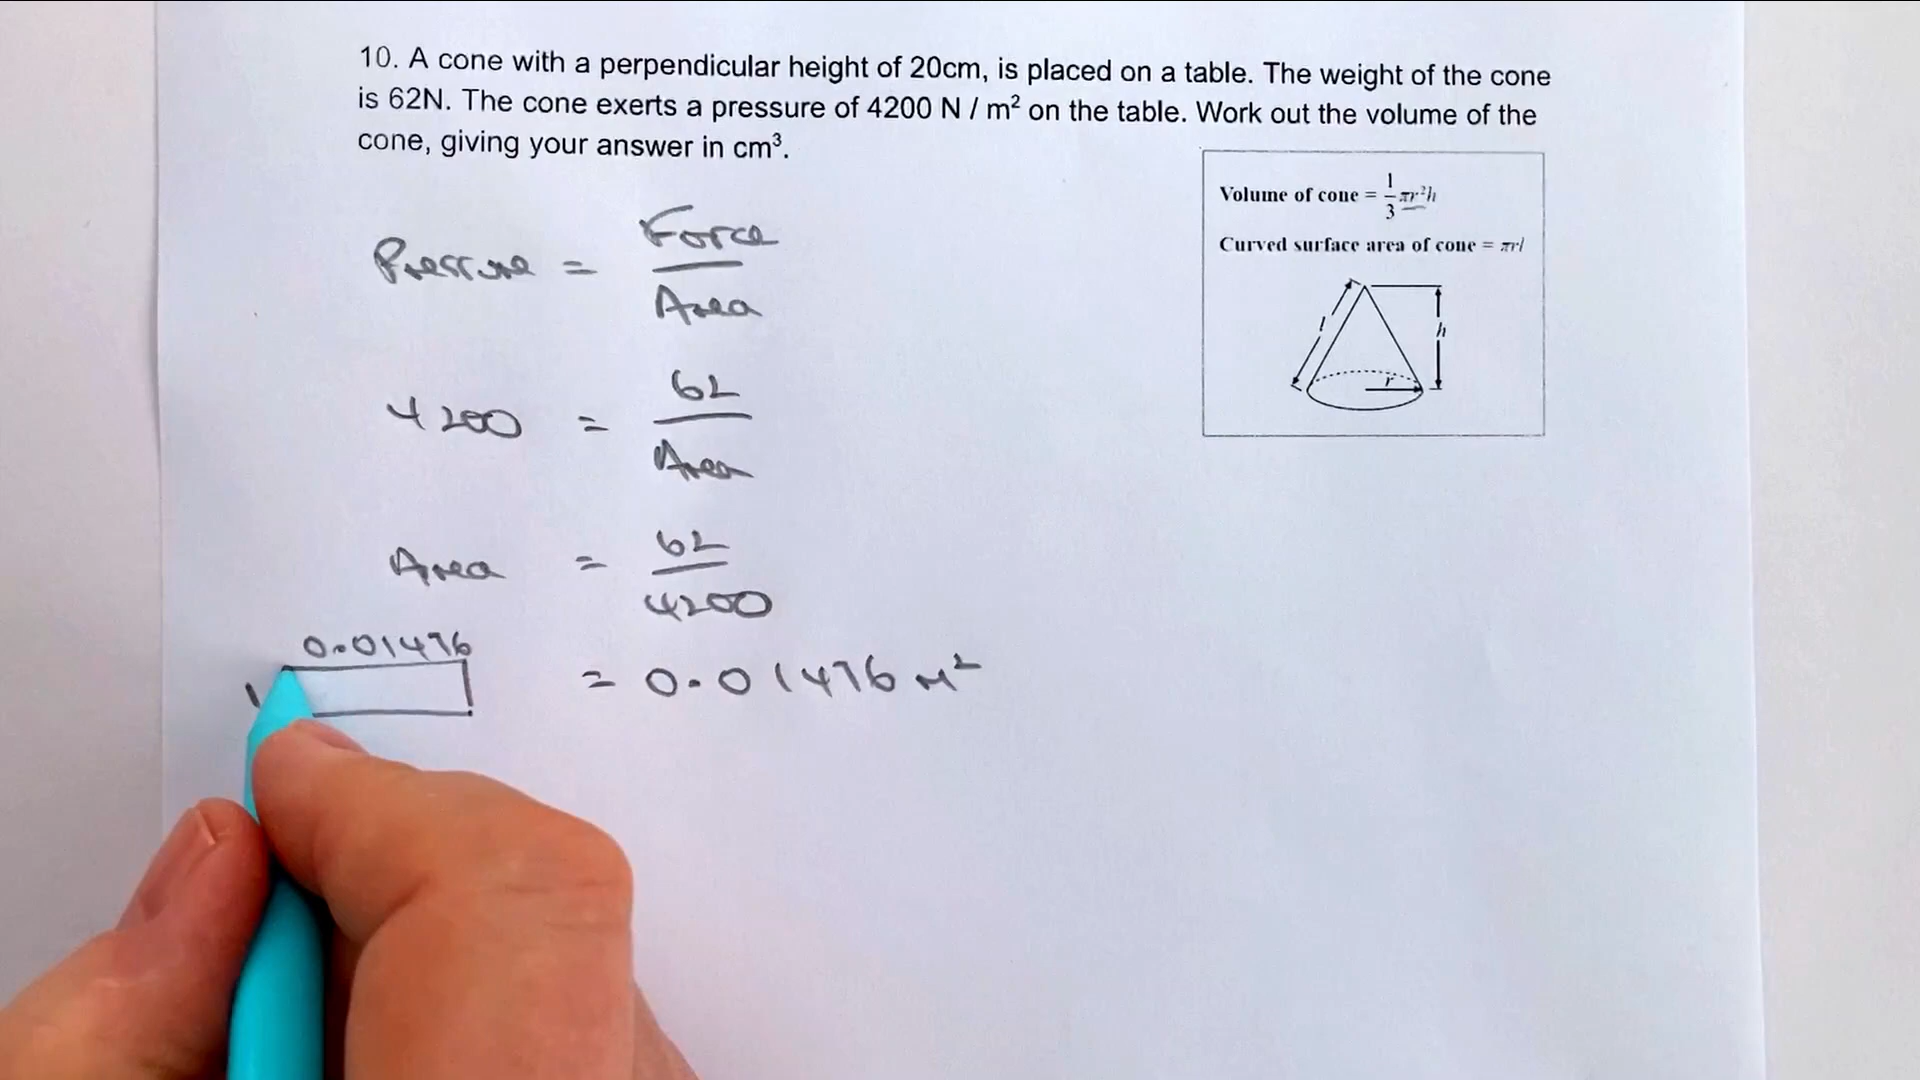 10. A cone with a perpendicular height of 20cm, is placed on a table. The weight of the cone
is 62N. The cone exerts a pressure of 4200 N / m² on the table. Work out the volume of the
cone, giving your answer in cm³.
Volume of cone = 1/3 πr²h
Curved surface area of cone = πrl
l
h
r
Pressure = Force / Area
4200 = 62 / Area
Area = 62 / 4200
0.01476
1
= 0.01476 m²